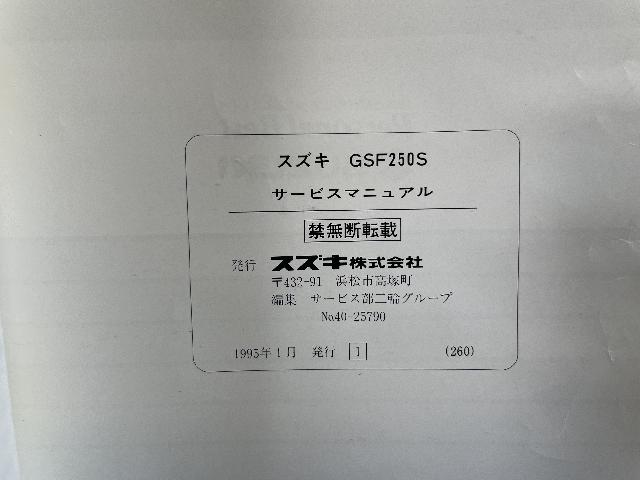 スズキ GSF250S
サービスマニュアル
禁無断転載
発行 スズキ株式会社
〒432-91 浜松市高塚町
編集 サービス部二輪グループ
No.40-25790
1995年1月 発行 1 (260)